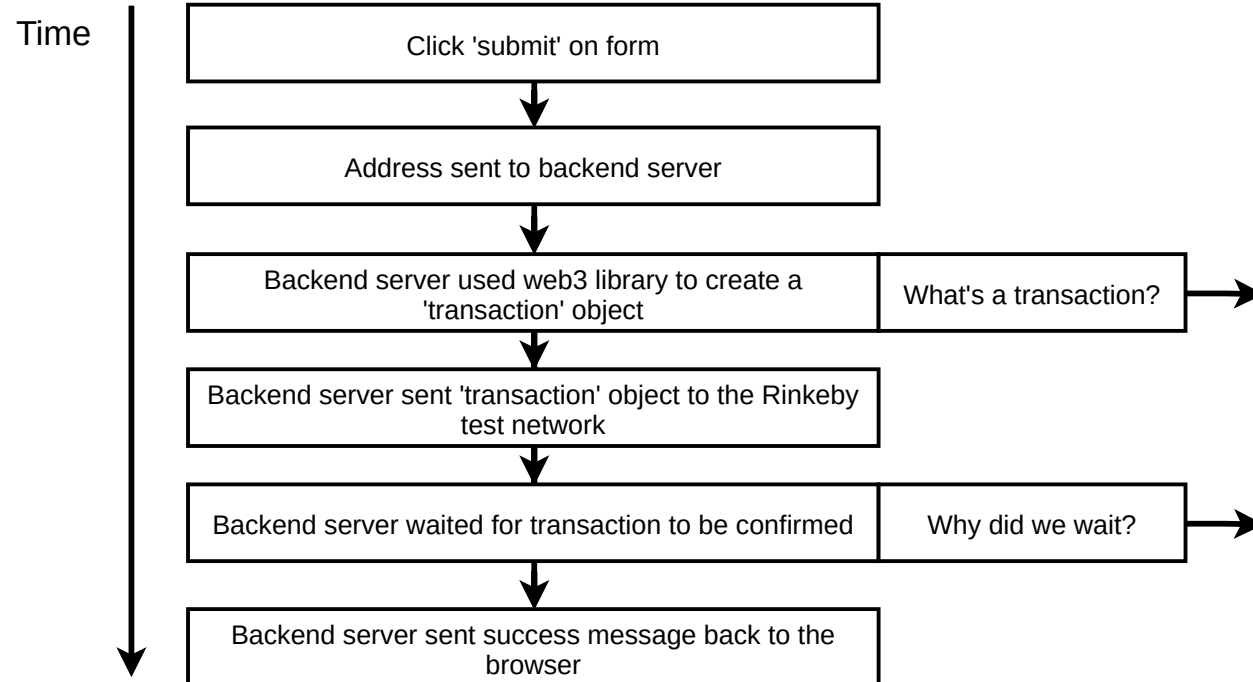 Time
Click 'submit' on form
Address sent to backend server
Backend server used web3 library to create a
'transaction' object
What's a transaction?
Backend server sent 'transaction' object to the Rinkeby
test network
Backend server waited for transaction to be confirmed
Why did we wait?
Backend server sent success message back to the
browser